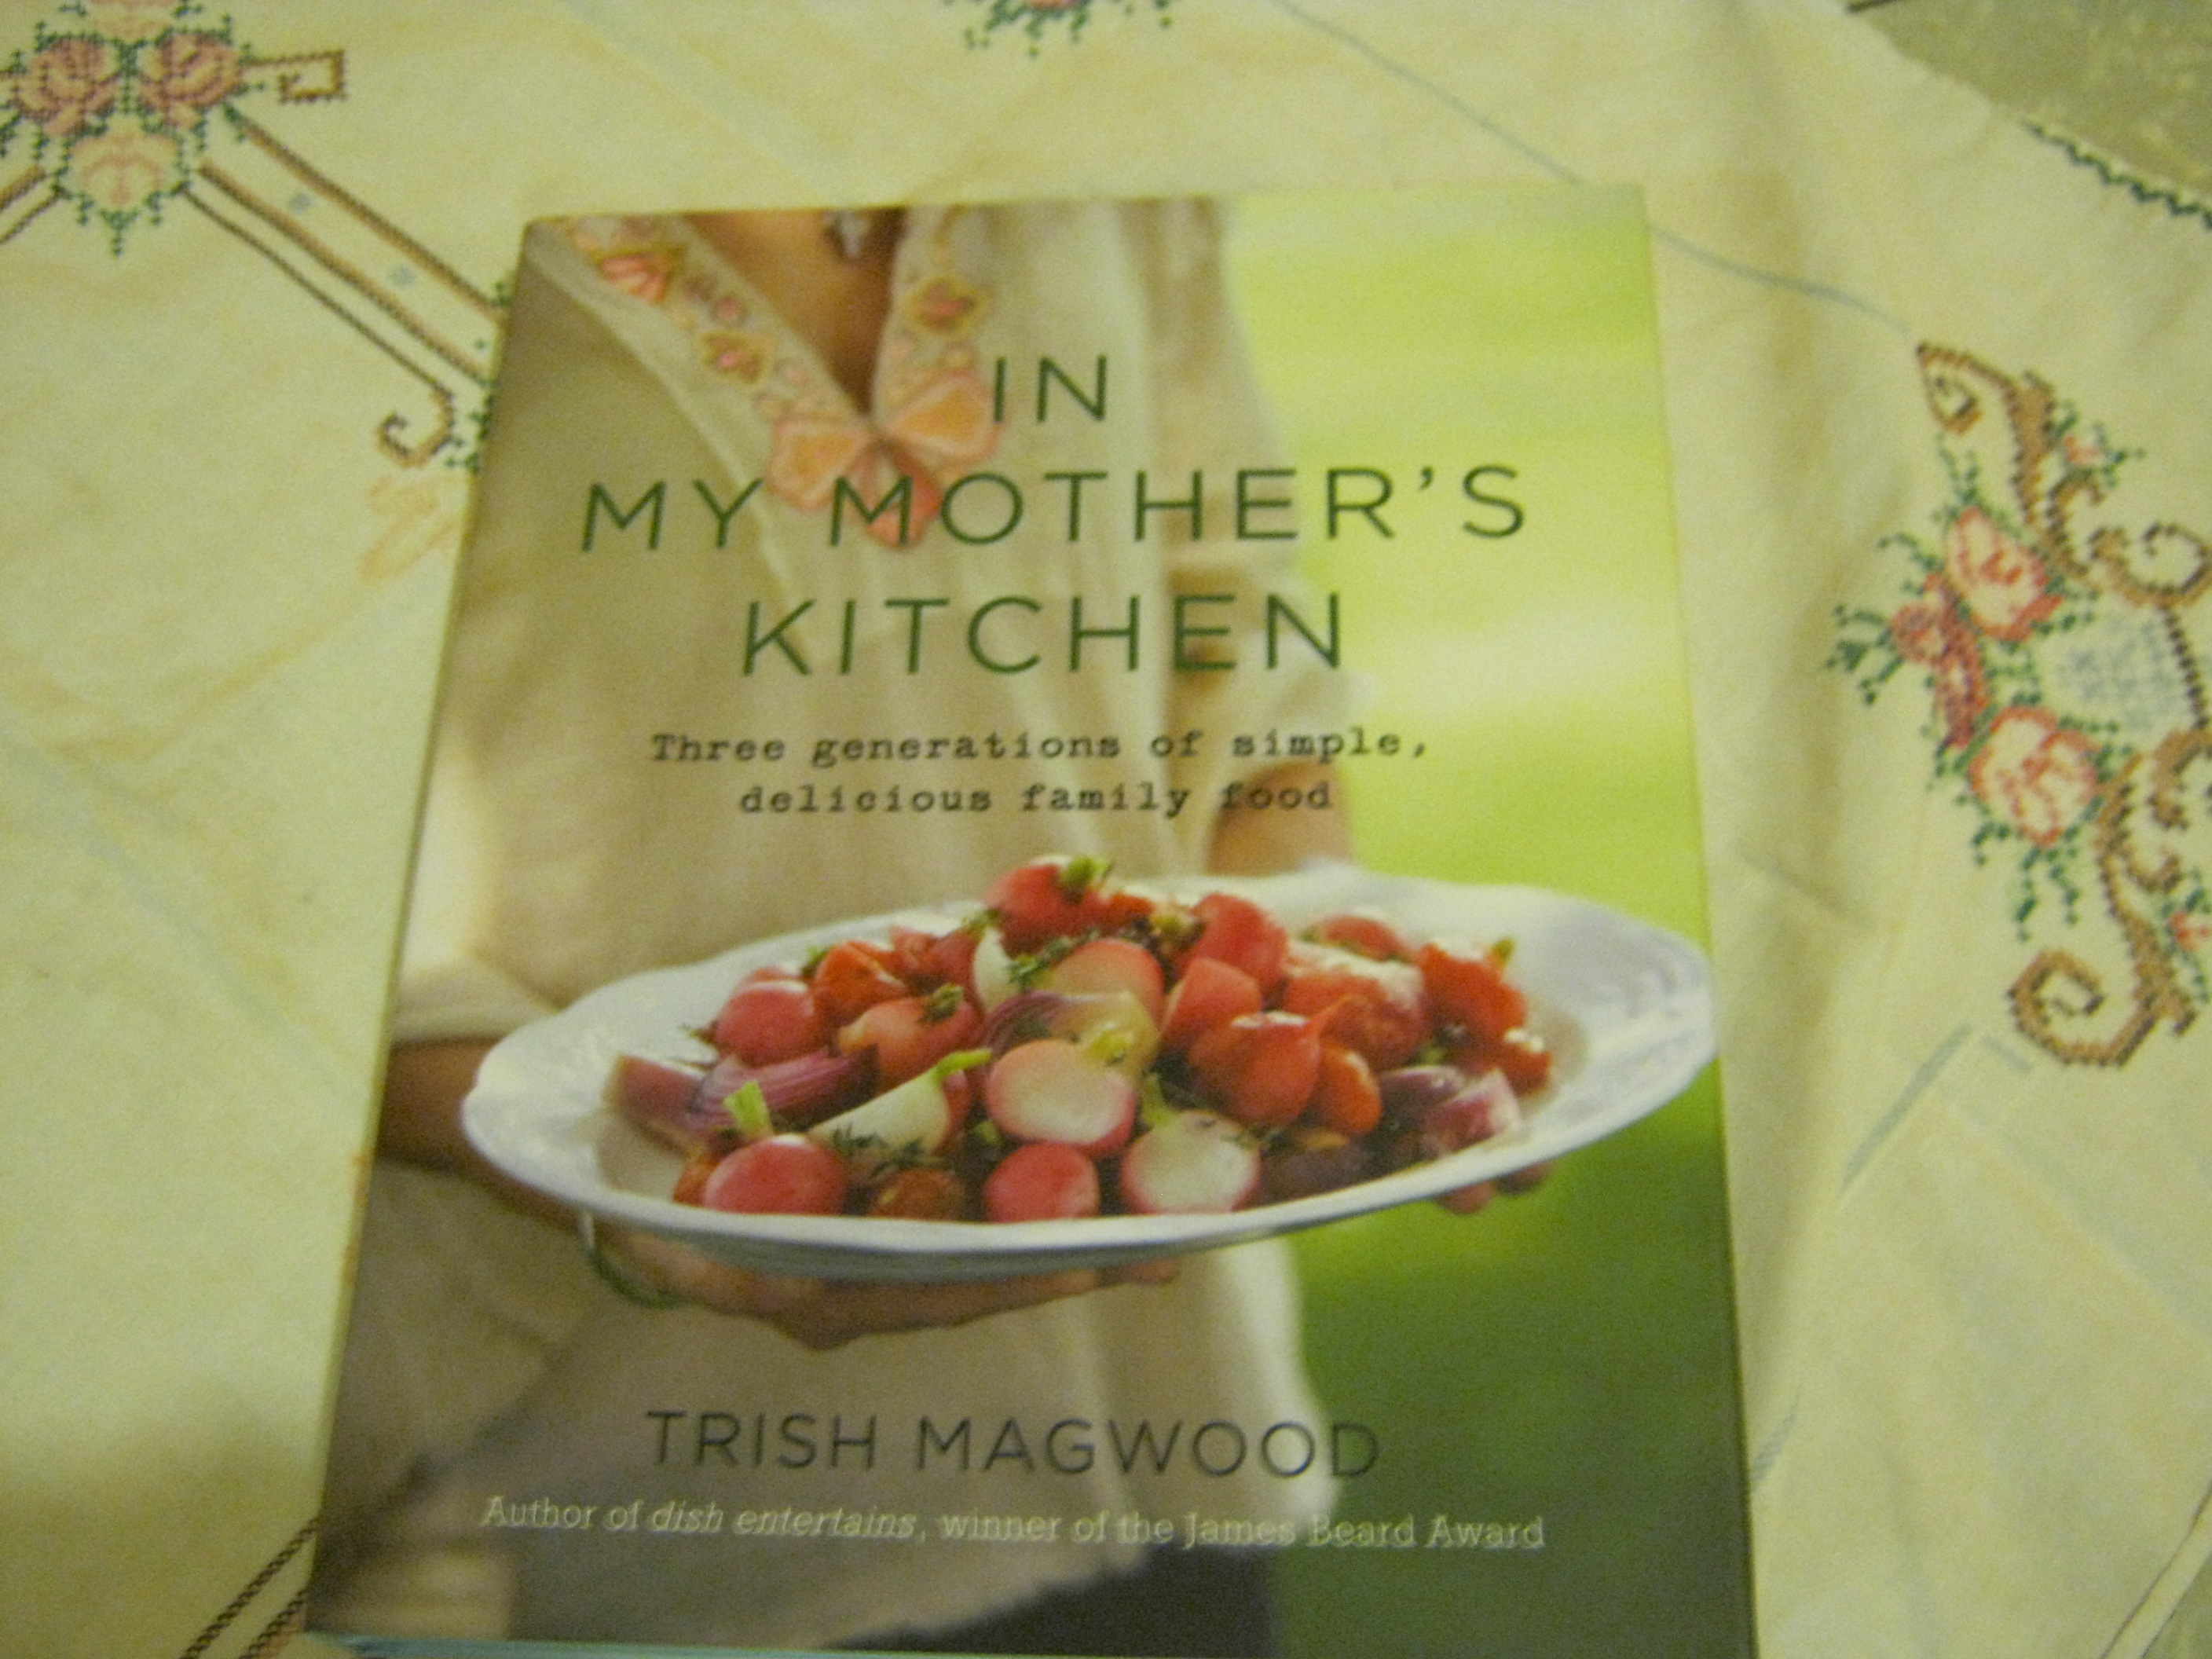 IN
MY MOTHER'S
KITCHEN
Three generations of simple,
delicious family food
TRISH MAGWOOD
Author of dish entertains, winner of the James Beard Award